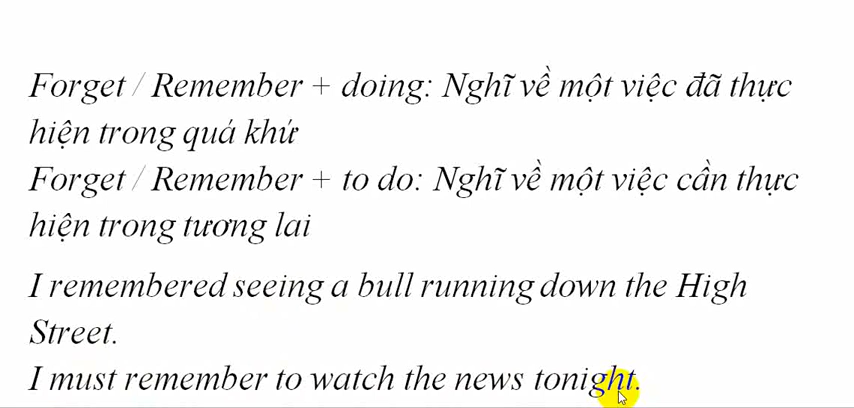 Forget / Remember + doing: Nghĩ về một việc đã thực
hiện trong quá khứ
Forget / Remember + to do: Nghĩ về một việc cần thực
hiện trong tương lai
I remembered seeing a bull running down the High
Street.
I must remember to watch the news tonight.